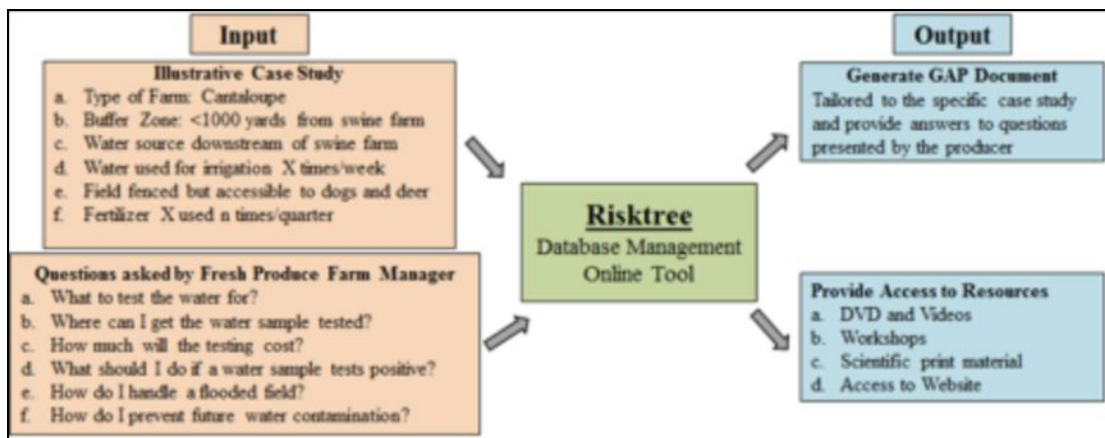 Input
Illustrative Case Study
a. Type of Farm: Cantaloupe
b. Buffer Zone: <1000 yards from swine farm
c. Water source downstream of swine farm
d. Water used for irrigation X times/week
e. Field fenced but accessible to dogs and deer
f. Fertilizer X used n times/quarter
Questions asked by Fresh Produce Farm Manager
a. What to test the water for?
b. Where can I get the water sample tested?
c. How much will the testing cost?
d. What should I do if a water sample tests positive?
e. How do I handle a flooded field?
f. How do I prevent future water contamination?
Risktree
Database Management
Online Tool
Output
Generate GAP Document
Tailored to the specific case study
and provide answers to questions
presented by the producer
Provide Access to Resources
a. DVD and Videos
b. Workshops
c. Scientific print material
d. Access to Website